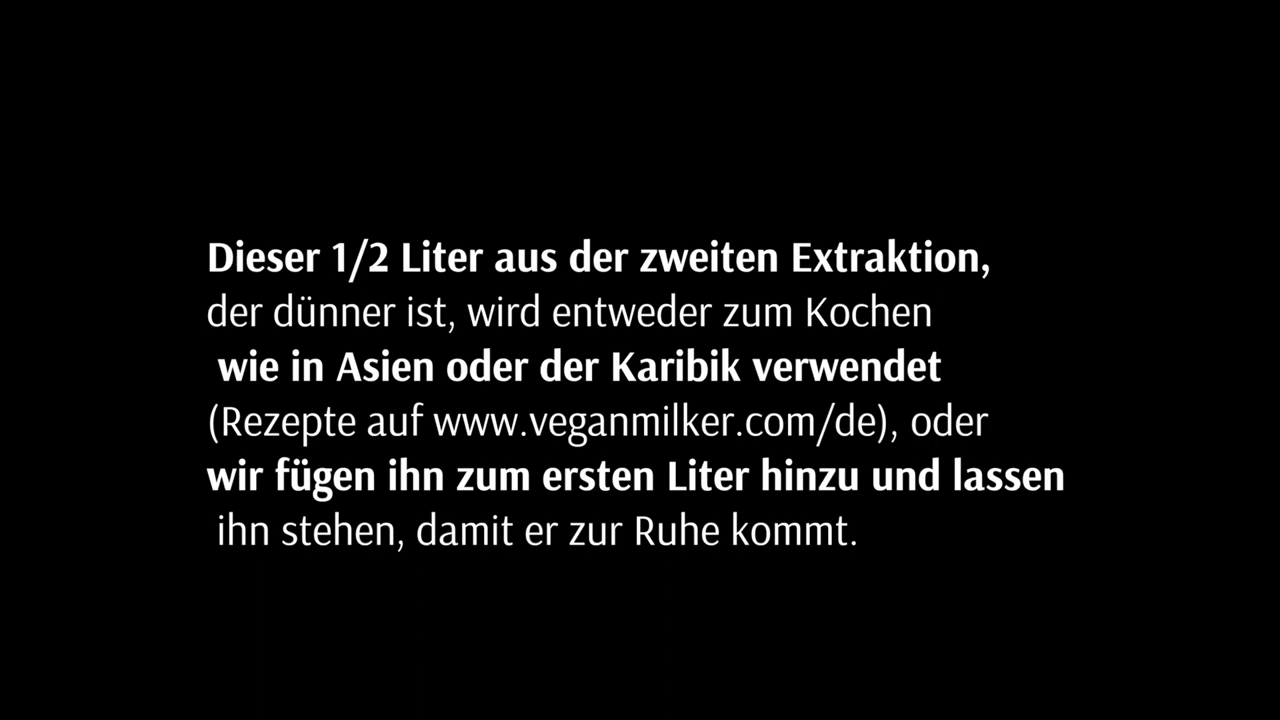 Dieser 1/2 Liter aus der zweiten Extraktion,
der dünner ist, wird entweder zum Kochen
wie in Asien oder der Karibik verwendet
(Rezepte auf www.veganmilker.com/de), oder
wir fügen ihn zum ersten Liter hinzu und lassen
ihn stehen, damit er zur Ruhe kommt.